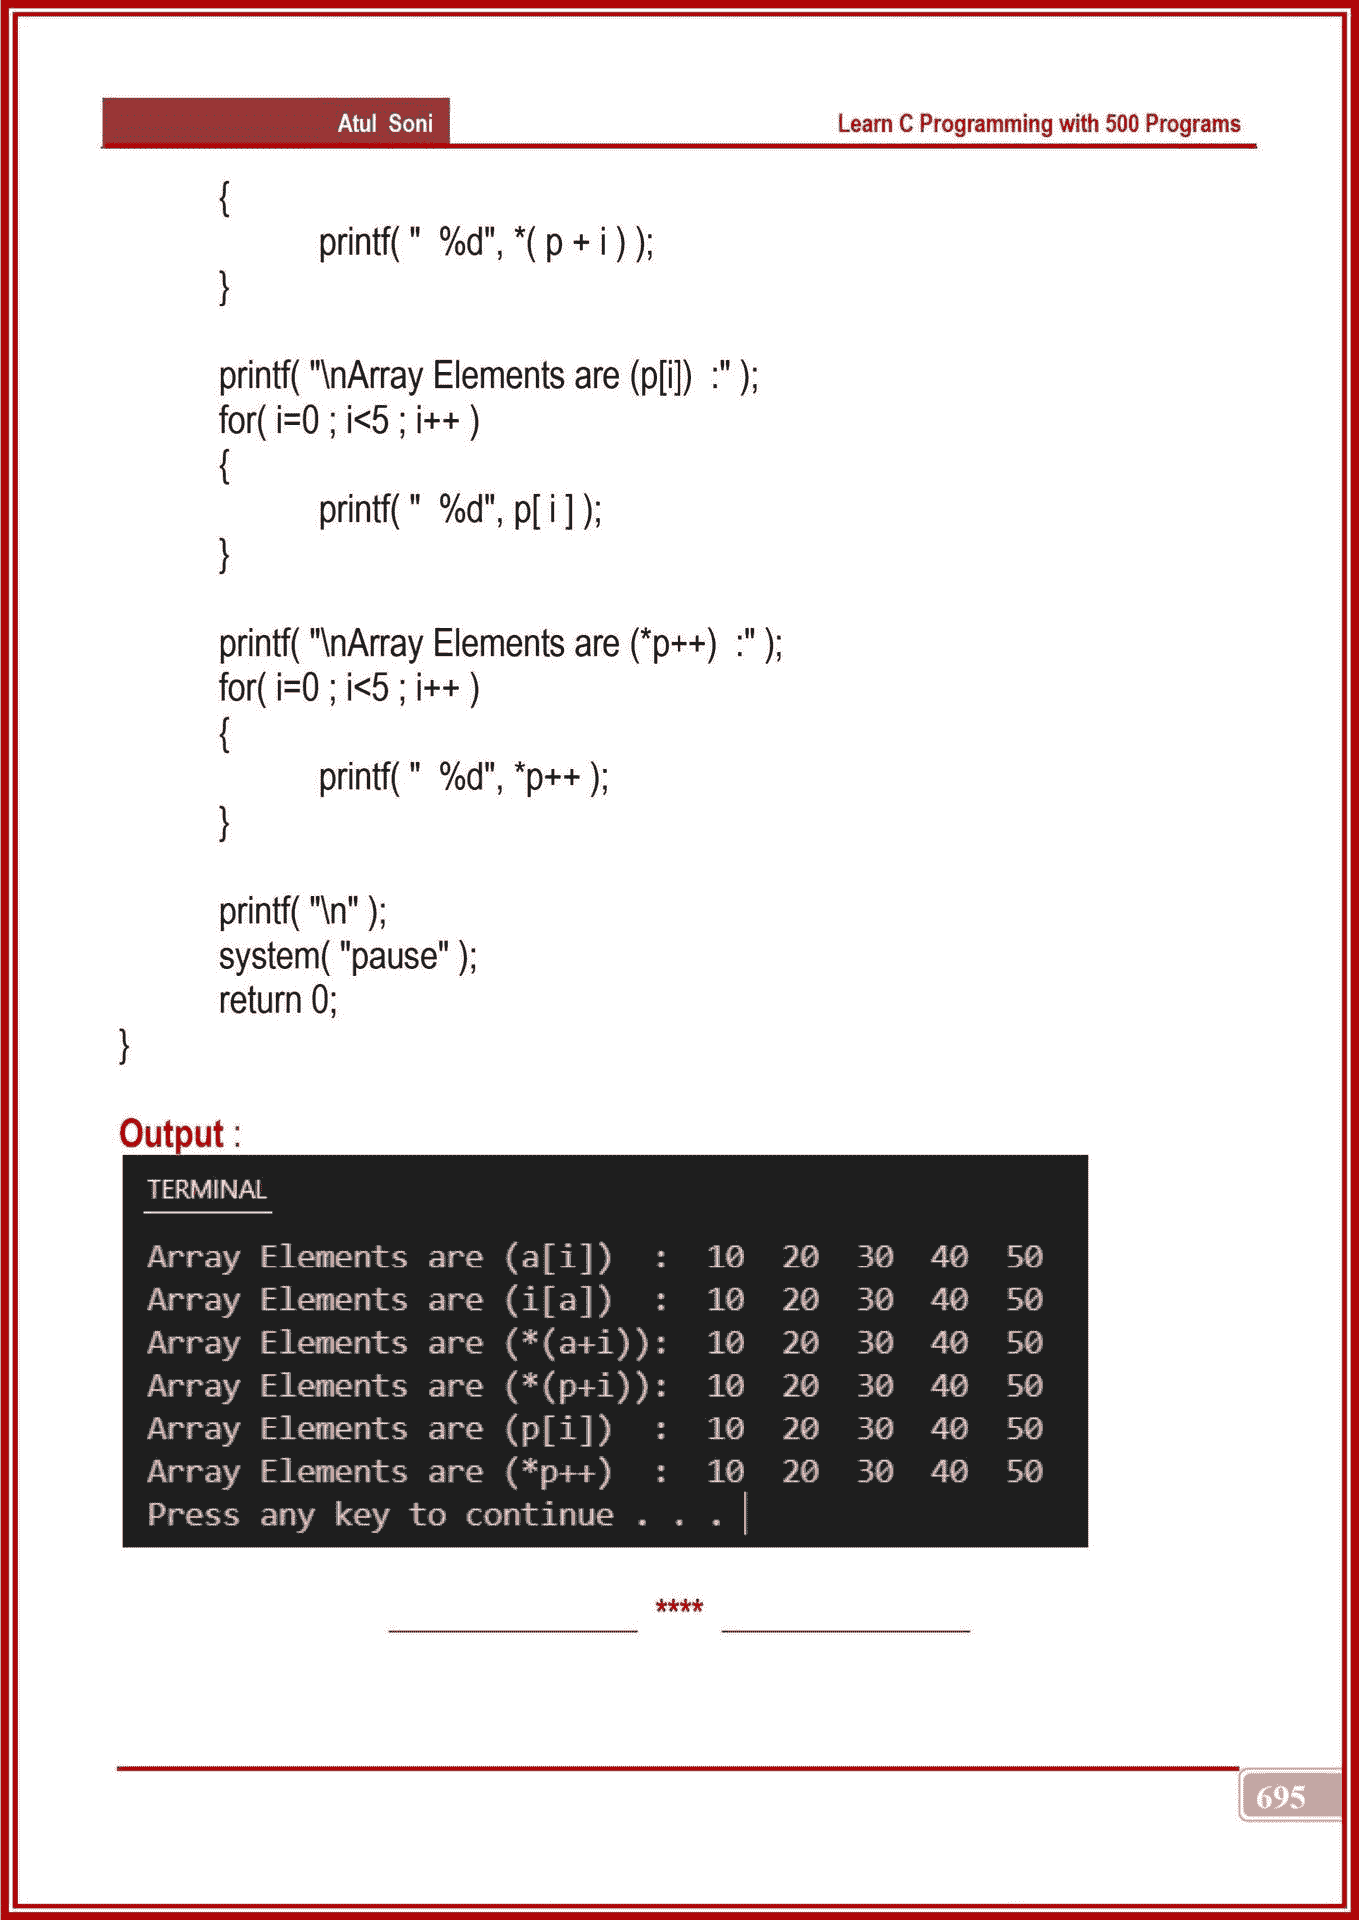 Atul  Soni
Learn C Programming with 500 Programs
{
printf( "  %d", *( p + i ) );
}
printf( "\nArray Elements are (p[i])  :" );
for( i=0 ; i<5 ; i++ )
{
printf( "  %d", p[ i ] );
}
printf( "\nArray Elements are (*p++)  :" );
for( i=0 ; i<5 ; i++ )
{
printf( "  %d", *p++ );
}
printf( "\n" );
system( "pause" );
return 0;
}
Output :
TERMINAL
Array Elements are (a[i])  :  10  20  30  40  50
Array Elements are (i[a])  :  10  20  30  40  50
Array Elements are (*(a+i)):  10  20  30  40  50
Array Elements are (*(p+i)):  10  20  30  40  50
Array Elements are (p[i])  :  10  20  30  40  50
Array Elements are (*p++)  :  10  20  30  40  50
Press any key to continue . . .
****
695